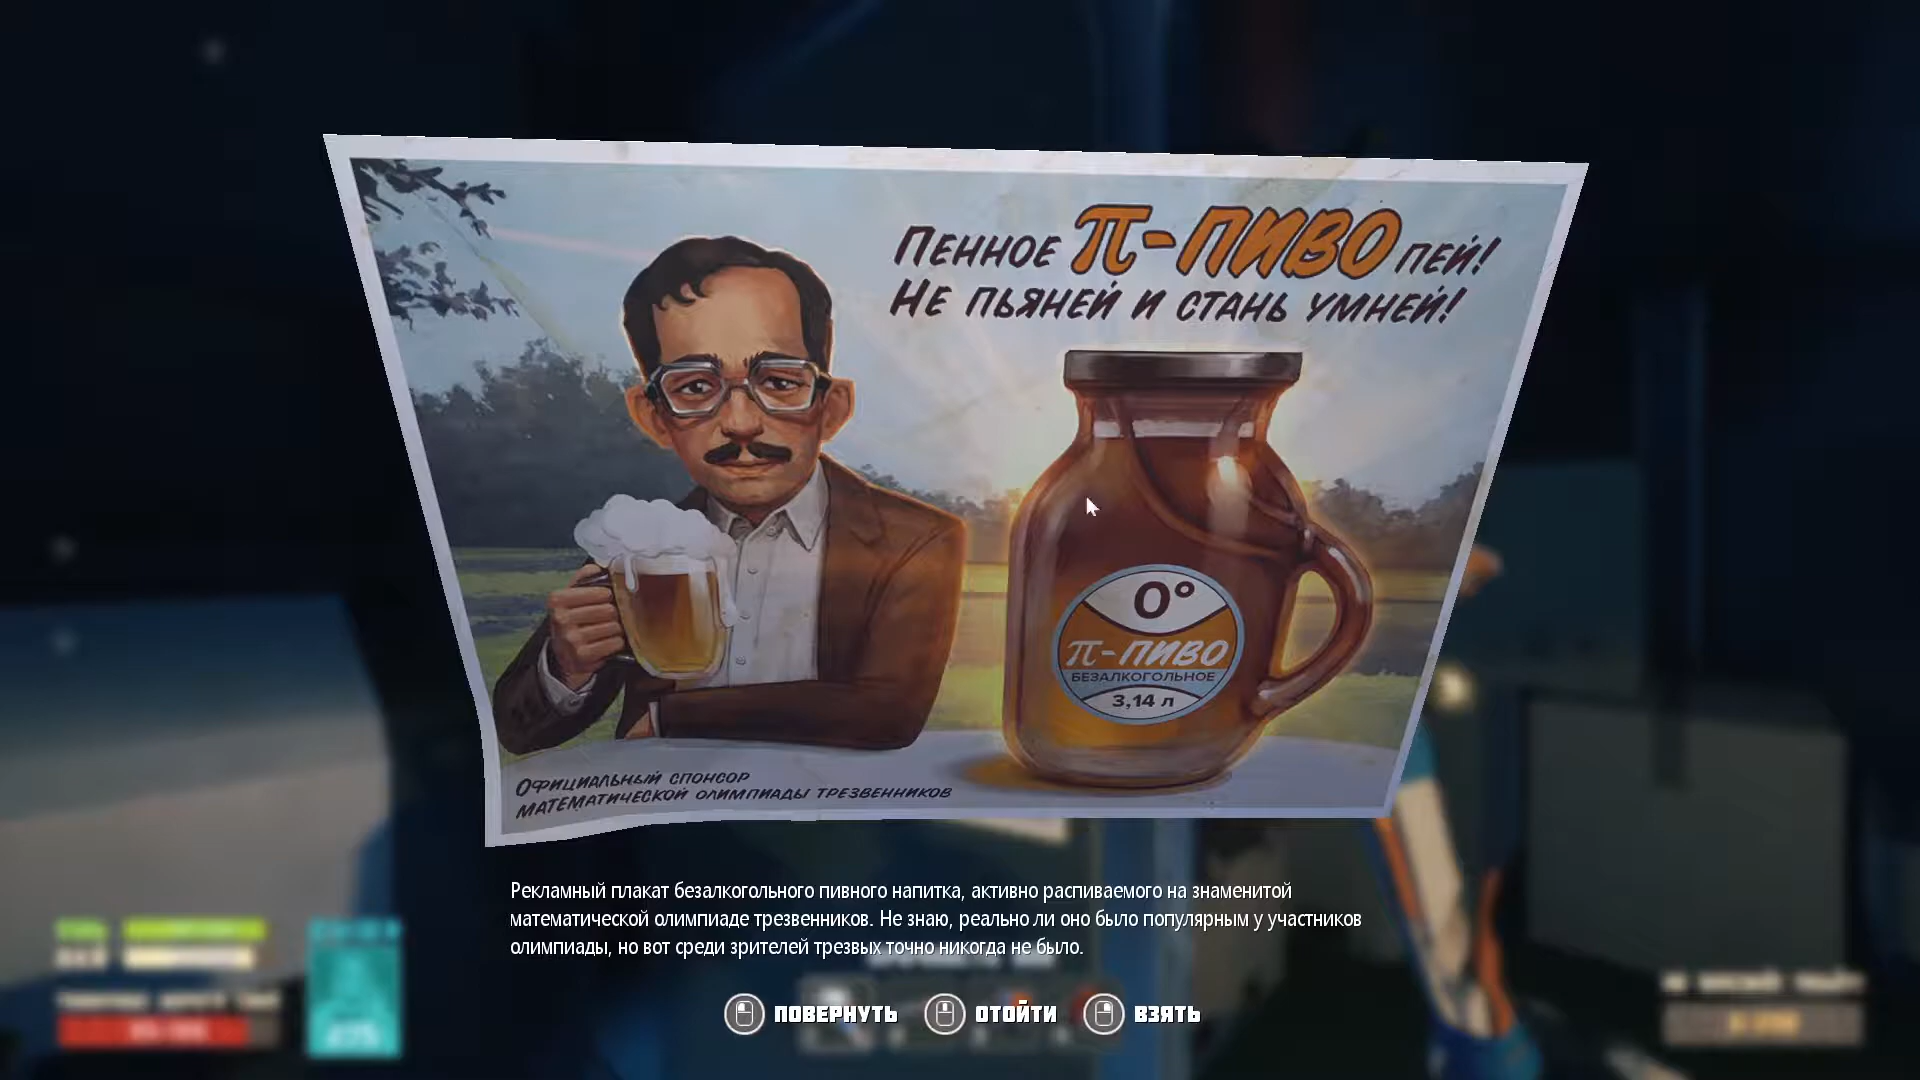 Пенное π-пиво пей!
Не пьяней и стань умней!
0°
π-пиво
БЕЗАЛКОГОЛЬНОЕ
3,14 л
Официальный спонсор
математической олимпиады трезвенников
Рекламный плакат безалкогольного пивного напитка, активно распиваемого на знаменитой
математической олимпиаде трезвенников. Не знаю, реально ли оно было популярным у участников
олимпиады, но вот среди зрителей трезвых точно никогда не было.
ПОВЕРНУТЬ ОТОЙТИ ВЗЯТЬ